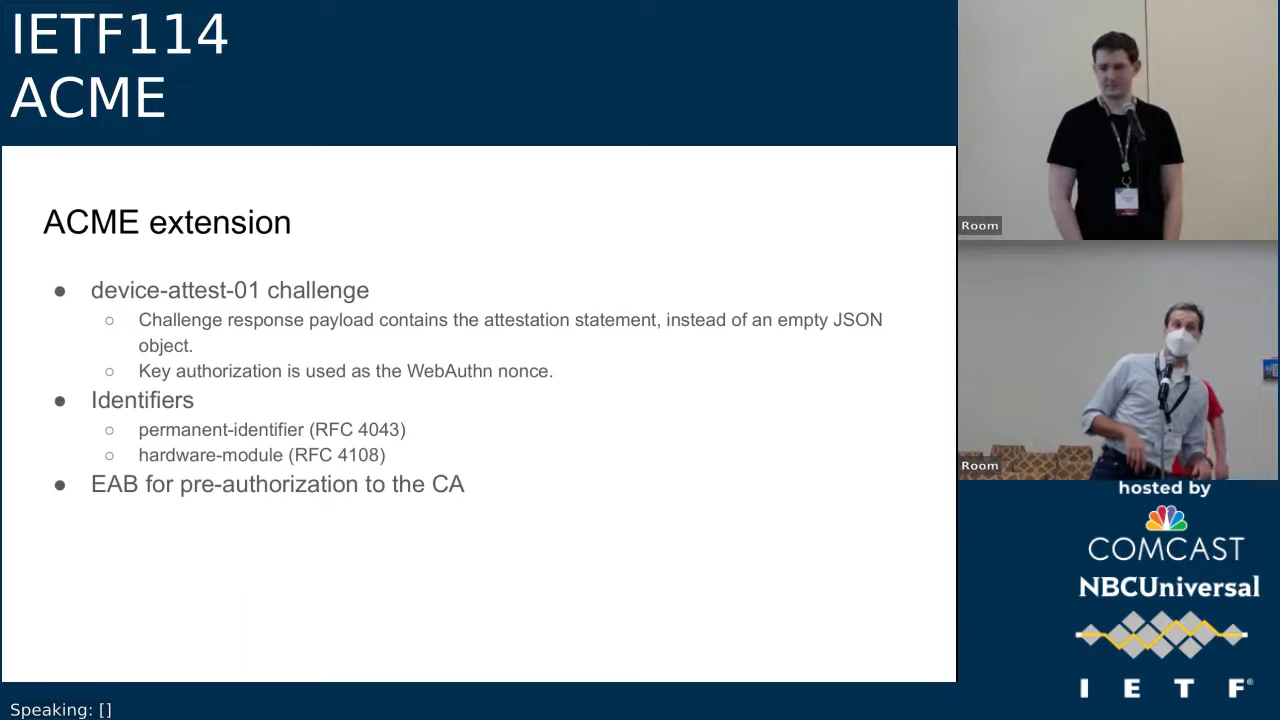 IETF114
ACME
ACME extension
● device-attest-01 challenge
○ Challenge response payload contains the attestation statement, instead of an empty JSON
object.
○ Key authorization is used as the WebAuthn nonce.
● Identifiers
○ permanent-identifier (RFC 4043)
○ hardware-module (RFC 4108)
● EAB for pre-authorization to the CA
Room
Room
hosted by
COMCAST
NBCUniversal
I E T F®
Speaking: []